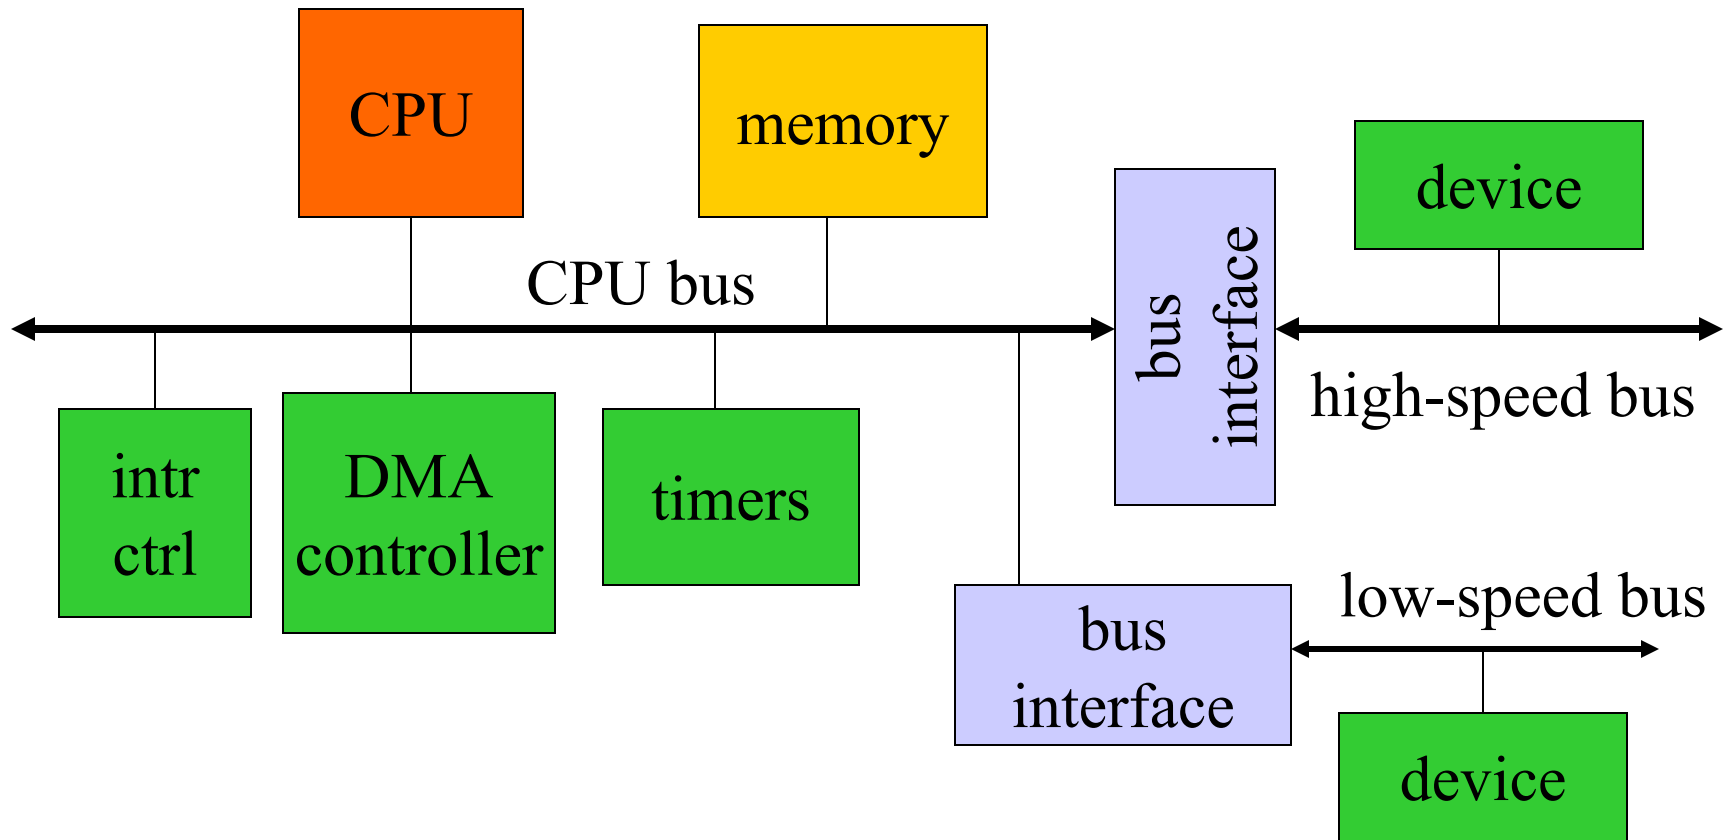 CPU
memory
device
CPU bus
bus
interface
high-speed bus
intr
ctrl
DMA
controller
timers
low-speed bus
bus
interface
device